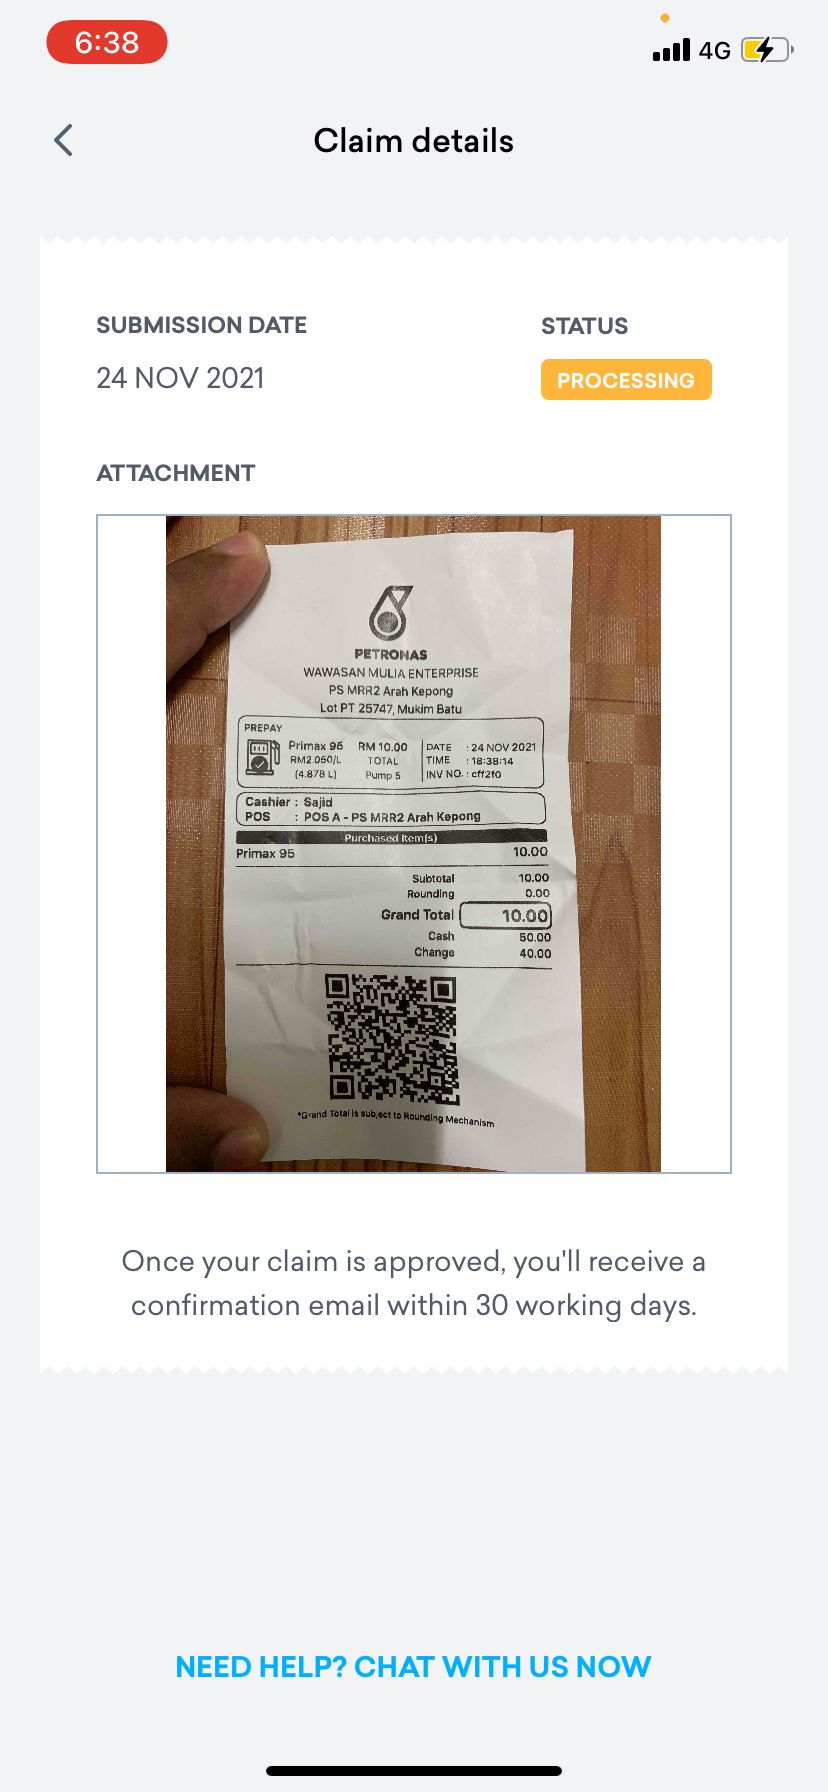 6:38
4G
Claim details
SUBMISSION DATE
STATUS
24 NOV 2021
PROCESSING
ATTACHMENT
PETRONAS
WAWASAN MULIA ENTERPRISE
PS MRR2 Arah Kepong
Lot PT 25747, Mukim Batu
PREPAY
Primax 95 RM 10.00 DATE : 24 NOV 2021
RM2.050/L TOTAL TIME : 18:38:14
(4.878 L) Pump 5 INV NO. : cff2f0
Cashier : Sajid
POS : POS A - PS MRR2 Arah Kepong
Purchased Item(s)
Primax 95 10.00
Subtotal 10.00
Rounding 0.00
Grand Total 10.00
Cash 50.00
Change 40.00
*Grand Total is subject to Rounding Mechanism
Once your claim is approved, you'll receive a
confirmation email within 30 working days.
NEED HELP? CHAT WITH US NOW